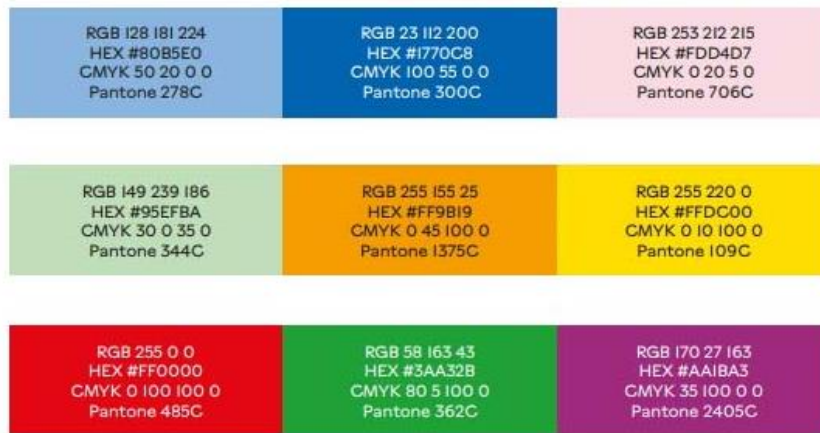 RGB 128 181 224
HEX #80B5E0
CMYK 50 20 0 0
Pantone 278C
RGB 23 112 200
HEX #1770C8
CMYK 100 55 0 0
Pantone 300C
RGB 253 212 215
HEX #FDD4D7
CMYK 0 20 5 0
Pantone 706C
RGB 149 239 186
HEX #95EFBA
CMYK 30 0 35 0
Pantone 344C
RGB 255 155 25
HEX #FF9B19
CMYK 0 45 100 0
Pantone 1375C
RGB 255 220 0
HEX #FFDC00
CMYK 0 10 100 0
Pantone 109C
RGB 255 0 0
HEX #FF0000
CMYK 0 100 100 0
Pantone 485C
RGB 58 163 43
HEX #3AA32B
CMYK 80 5 100 0
Pantone 362C
RGB 170 27 163
HEX #AA1BA3
CMYK 35 100 0 0
Pantone 2405C